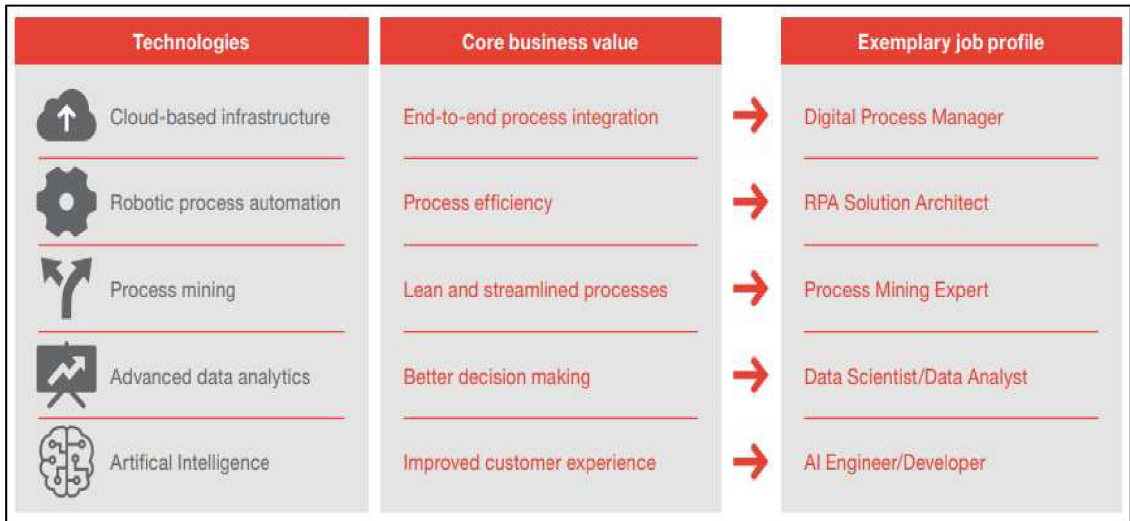 Technologies
Core business value
Exemplary job profile
Cloud-based infrastructure
End-to-end process integration
Digital Process Manager
Robotic process automation
Process efficiency
RPA Solution Architect
Process mining
Lean and streamlined processes
Process Mining Expert
Advanced data analytics
Better decision making
Data Scientist/Data Analyst
Artifical Intelligence
Improved customer experience
AI Engineer/Developer